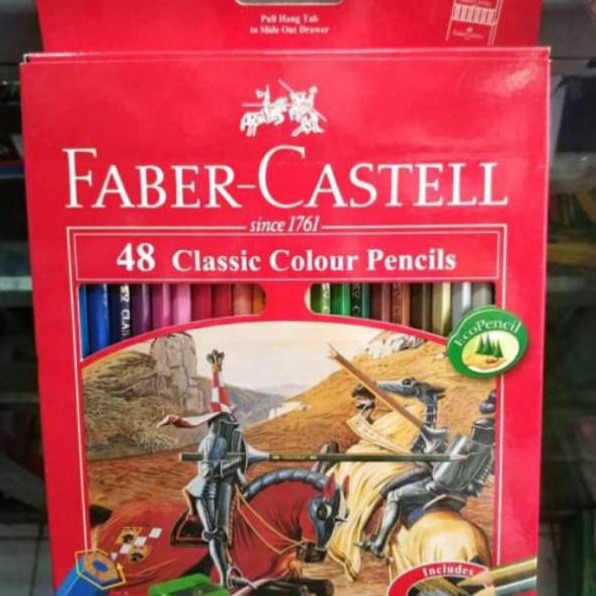 Pull Hang Tab
to Slide Out Drawer
FABER-CASTELL
since 1761
48 Classic Colour Pencils
EcoPencil
Includes